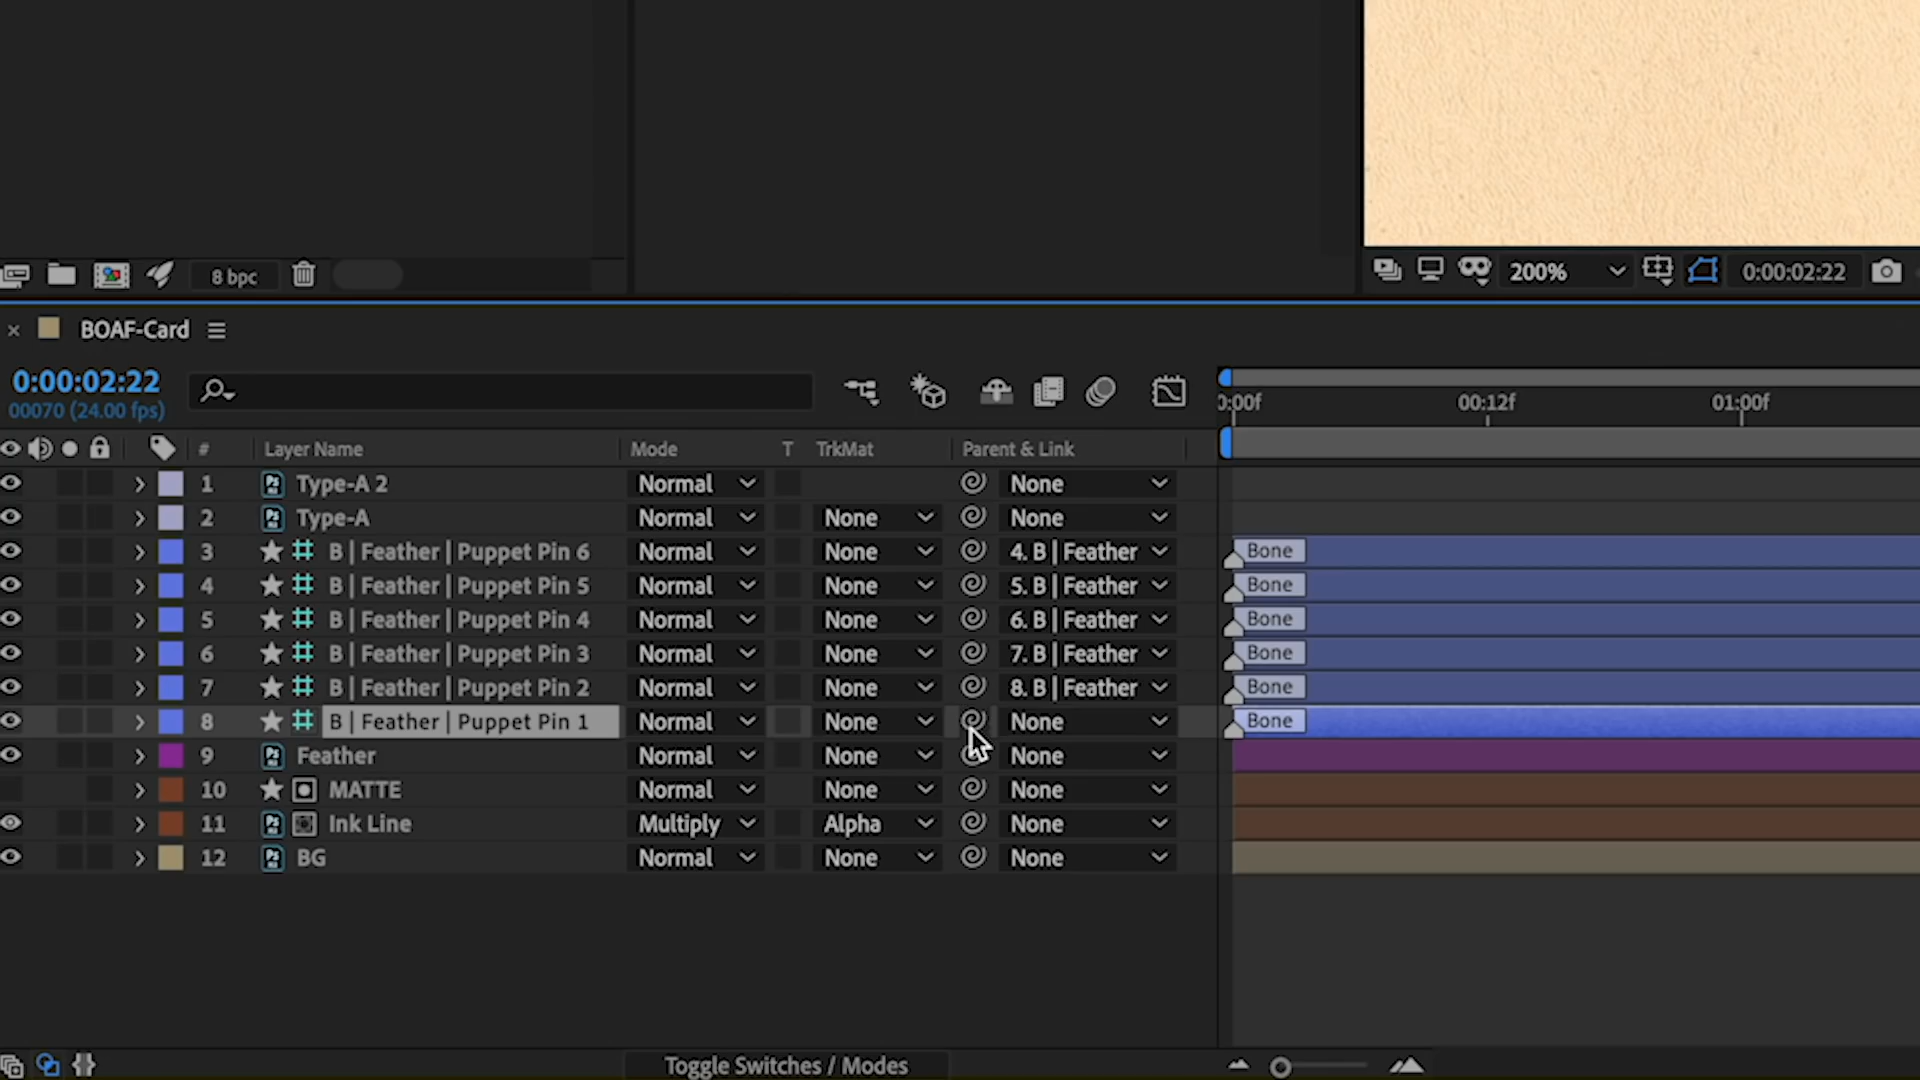 8 bpc
200%
0:00:02:22
BOAF-Card
0:00:02:22
00070 (24.00 fps)
0:00f
00:12f
01:00f
#
Layer Name
Mode
T
TrkMat
Parent & Link
1 Type-A 2 Normal None
2 Type-A Normal None None
3 B | Feather | Puppet Pin 6 Normal None 4. B | Feather Bone
4 B | Feather | Puppet Pin 5 Normal None 5. B | Feather Bone
5 B | Feather | Puppet Pin 4 Normal None 6. B | Feather Bone
6 B | Feather | Puppet Pin 3 Normal None 7. B | Feather Bone
7 B | Feather | Puppet Pin 2 Normal None 8. B | Feather Bone
8 B | Feather | Puppet Pin 1 Normal None None Bone
9 Feather Normal None None
10 MATTE Normal None None
11 Ink Line Multiply Alpha None
12 BG Normal None None
Toggle Switches / Modes